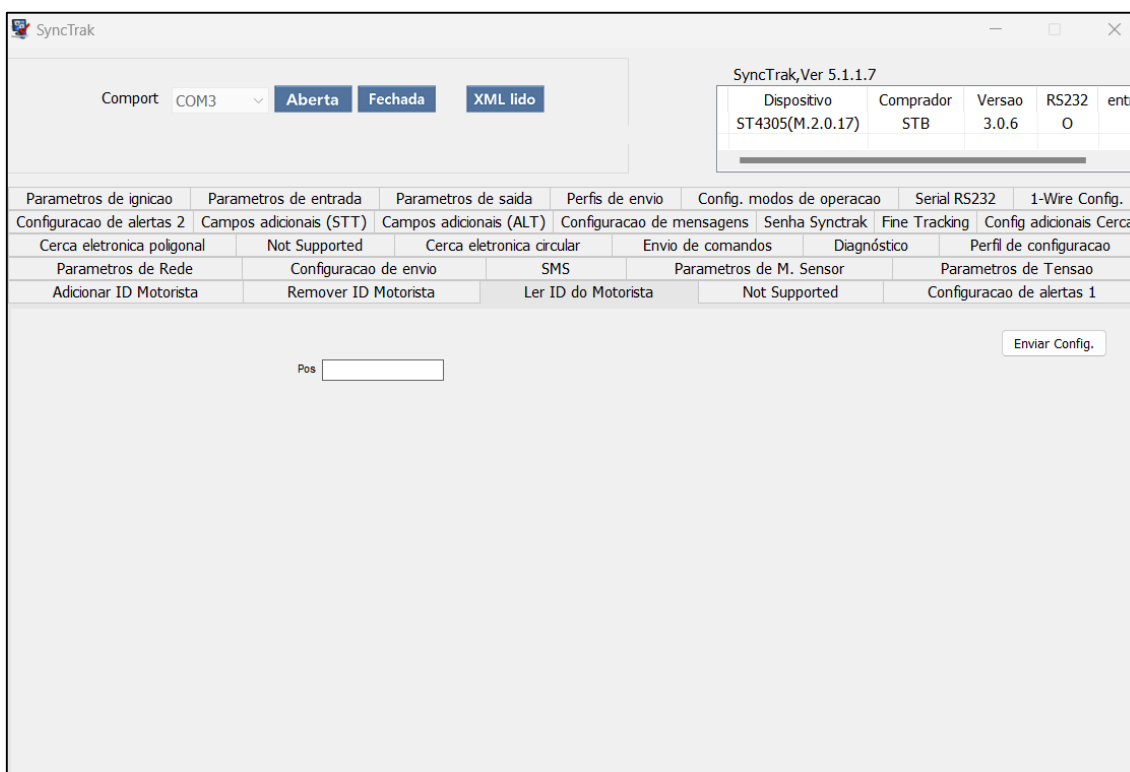 SyncTrak
SyncTrak,Ver 5.1.1.7
Comport COM3 Aberta Fechada XML lido
Dispositivo Comprador Versao RS232 entr
ST4305(M.2.0.17) STB 3.0.6 O
Parametros de ignicao Parametros de entrada Parametros de saida Perfis de envio Config. modos de operacao Serial RS232 1-Wire Config.
Configuracao de alertas 2 Campos adicionais (STT) Campos adicionais (ALT) Configuracao de mensagens Senha Synctrak Fine Tracking Config adicionais Cerca
Cerca eletronica poligonal Not Supported Cerca eletronica circular Envio de comandos Diagnóstico Perfil de configuracao
Parametros de Rede Configuracao de envio SMS Parametros de M. Sensor Parametros de Tensao
Adicionar ID Motorista Remover ID Motorista Ler ID do Motorista Not Supported Configuracao de alertas 1
Enviar Config.
Pos